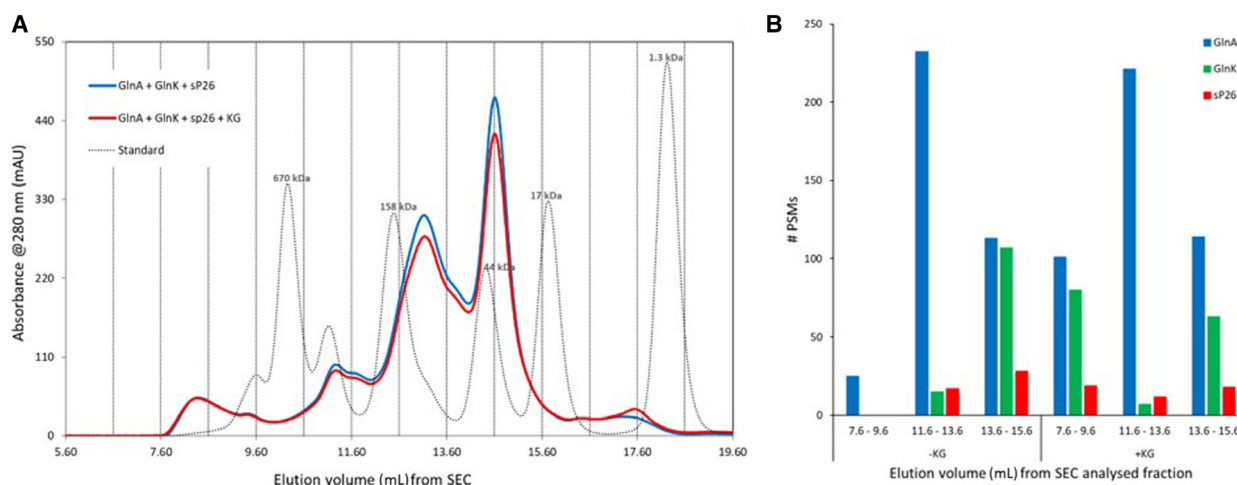 A
550
440
330
220
110
0
Absorbance @280 nm (mAU)
GlnA + GlnK + sP26
GlnA + GlnK + sp26 + KG
Standard
670 kDa
158 kDa
44 kDa
17 kDa
1.3 kDa
5.60 7.60 9.60 11.60 13.60 15.60 17.60 19.60
Elution volume (mL) from SEC
B
250
200
150
100
50
0
# PSMs
GlnA
GlnK
sP26
7.6 - 9.6 11.6 - 13.6 13.6 - 15.6 7.6 - 9.6 11.6 - 13.6 13.6 - 15.6
-KG +KG
Elution volume (mL) from SEC analysed fraction